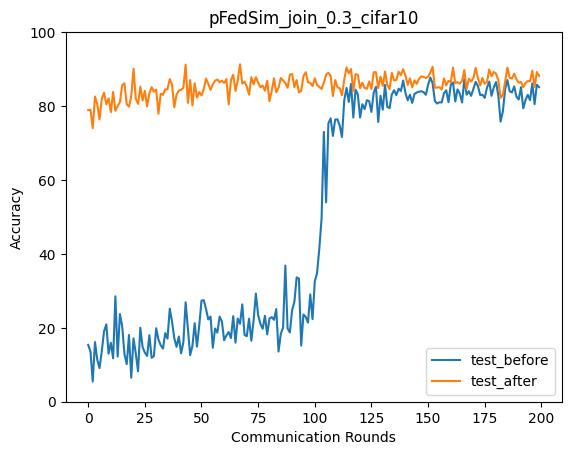 pFedSim_join_0.3_cifar10
100
80
60
40
20
0
Accuracy
0 25 50 75 100 125 150 175 200
Communication Rounds
test_before
test_after